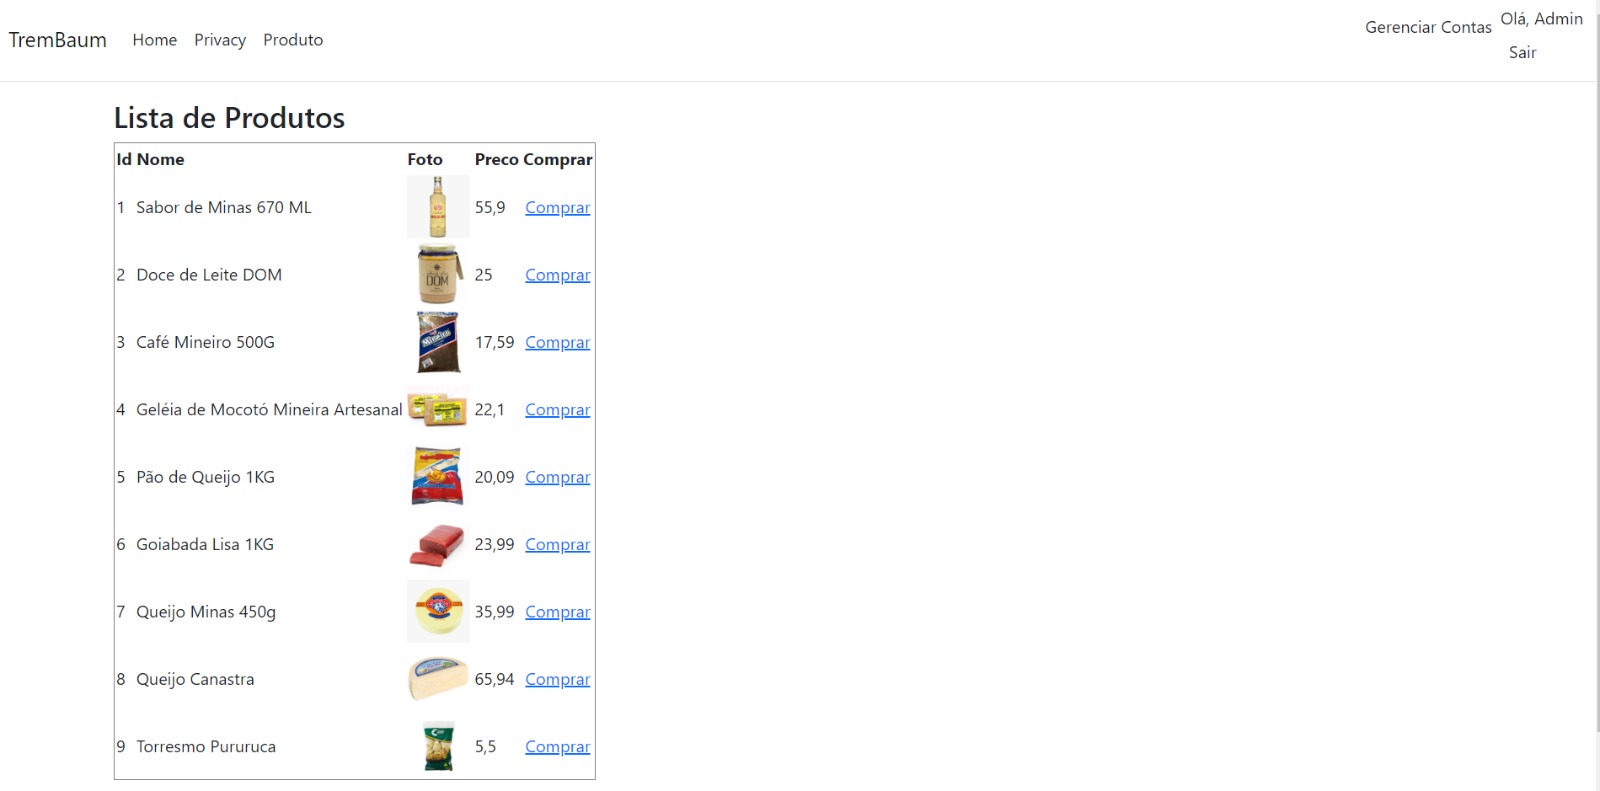 TremBaum Home Privacy Produto Gerenciar Contas Olá, Admin
Sair
Lista de Produtos
Id Nome Foto Preco Comprar
1 Sabor de Minas 670 ML 55,9 Comprar
2 Doce de Leite DOM DOM 25 Comprar
3 Café Mineiro 500G Mineiro 17,59 Comprar
4 Geléia de Mocotó Mineira Artesanal 22,1 Comprar
5 Pão de Queijo 1KG 20,09 Comprar
6 Goiabada Lisa 1KG 23,99 Comprar
7 Queijo Minas 450g 35,99 Comprar
8 Queijo Canastra 65,94 Comprar
9 Torresmo Pururuca 5,5 Comprar